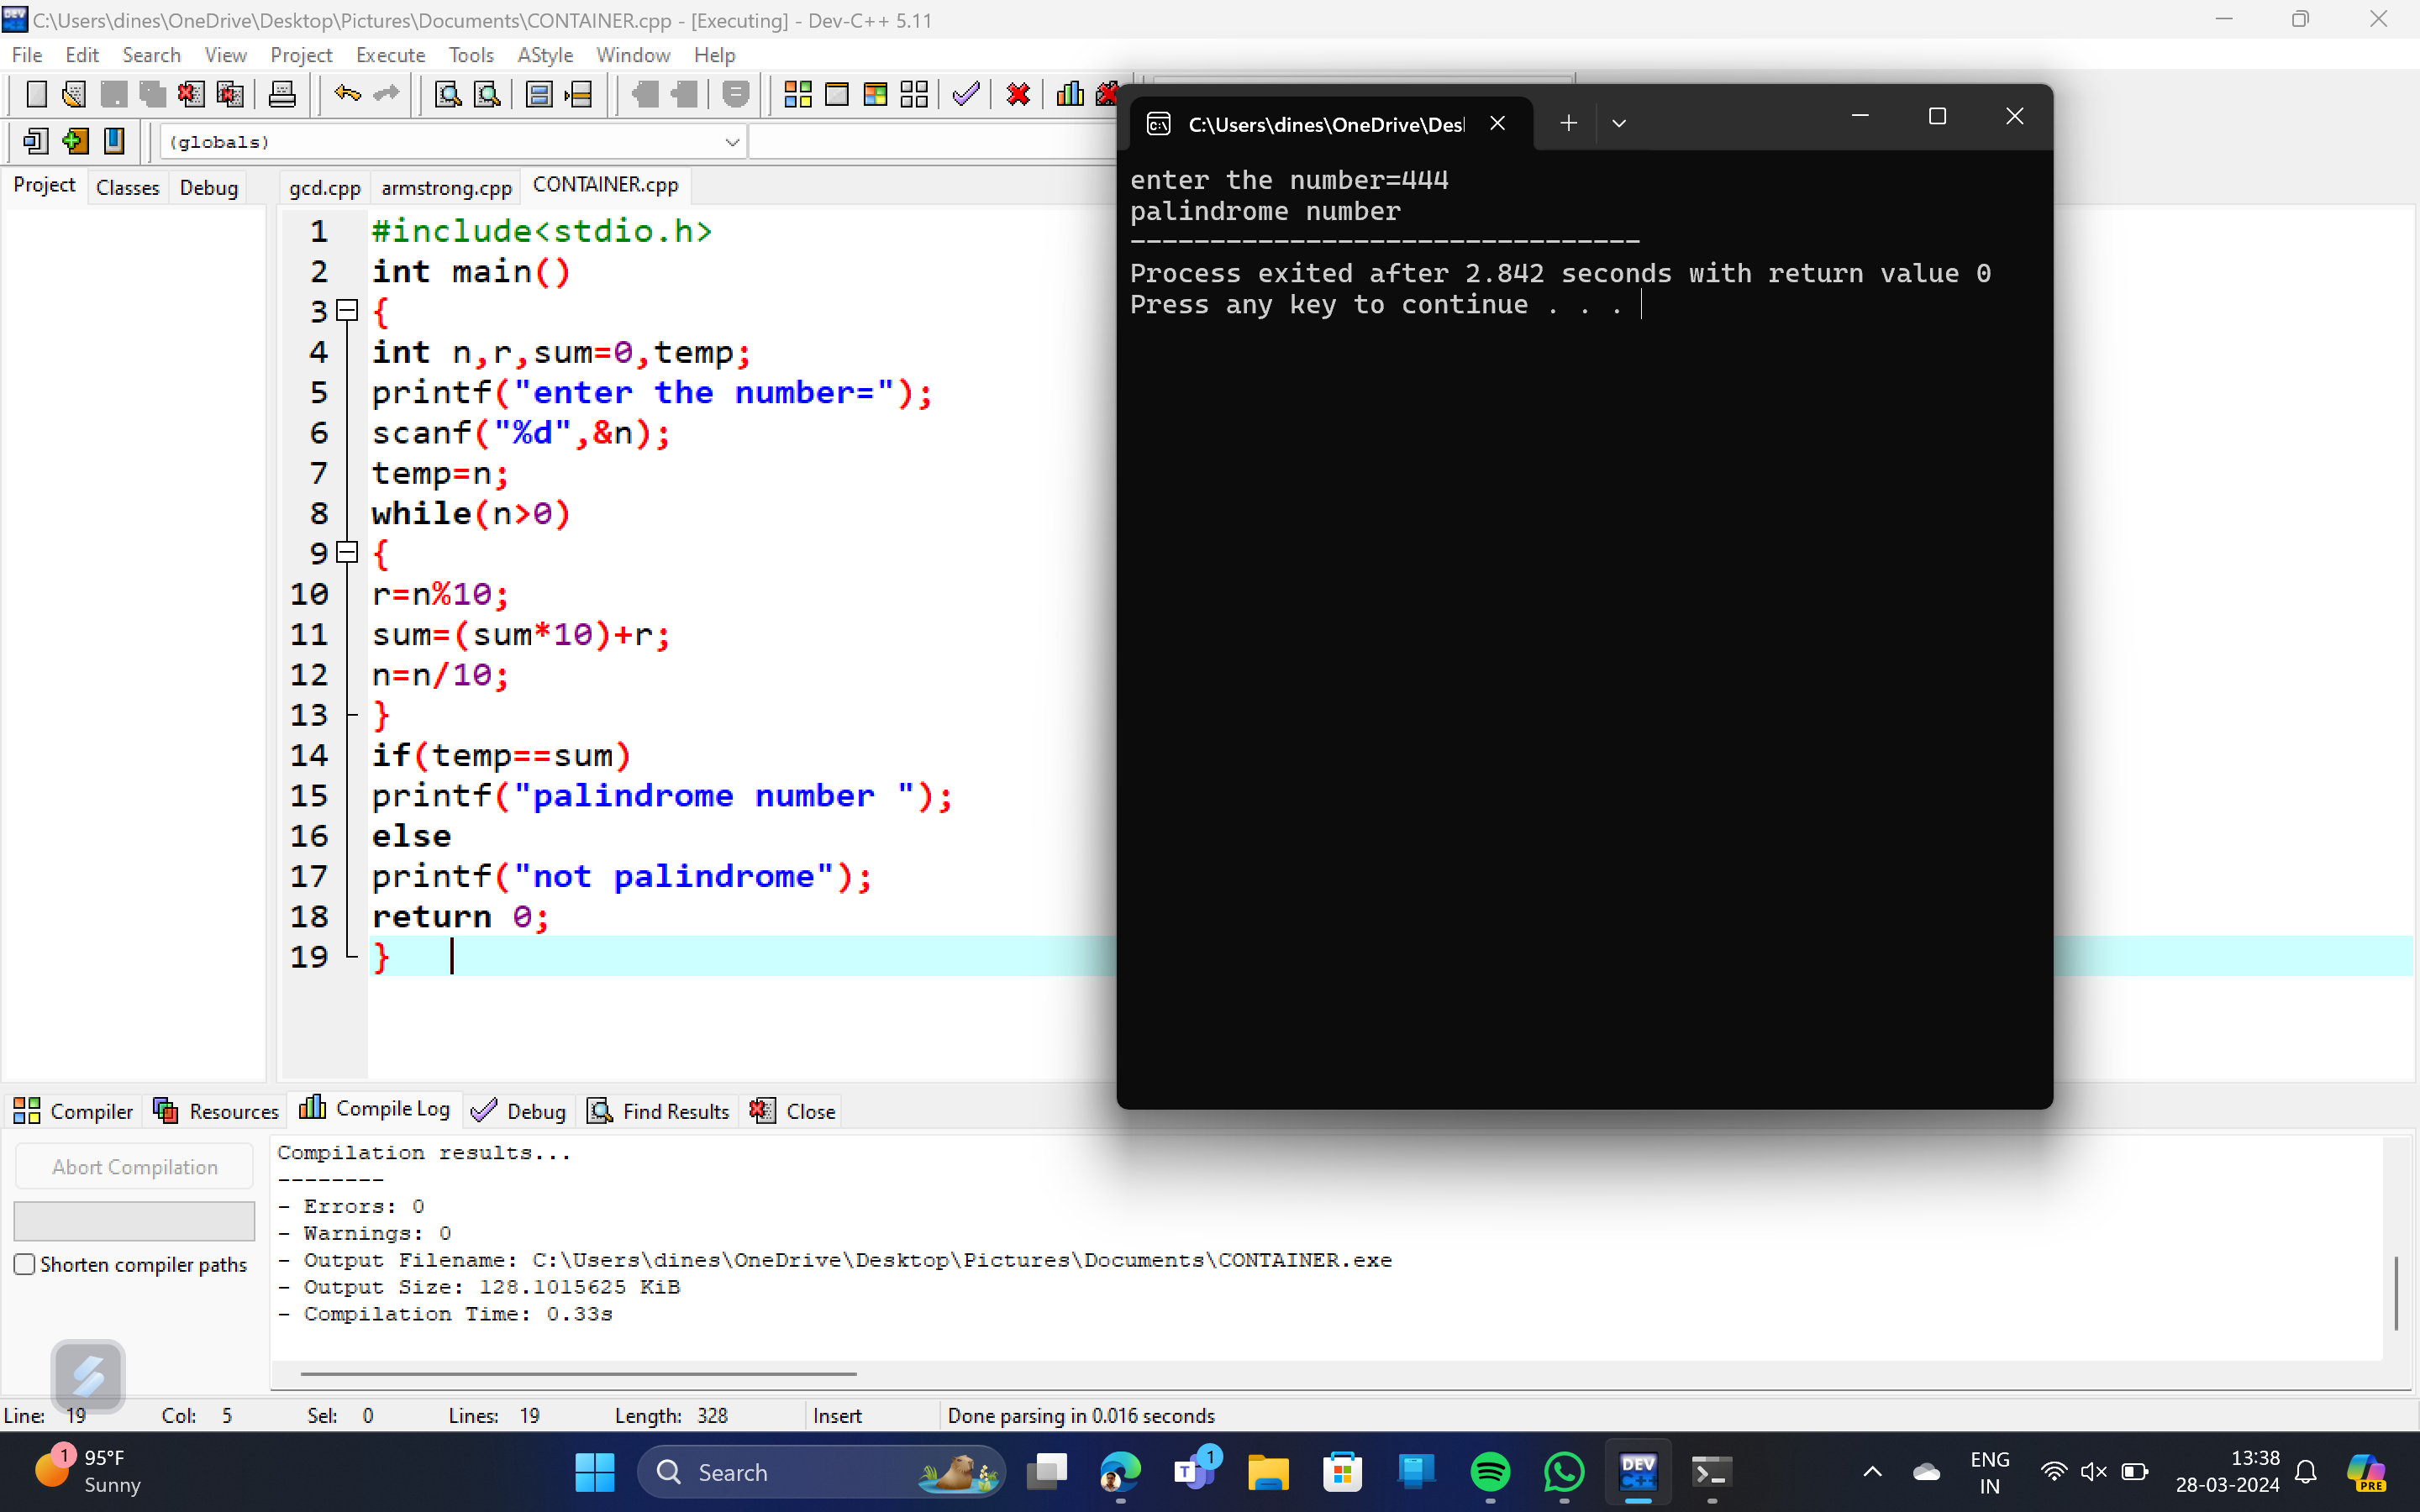 C:\Users\dines\OneDrive\Desktop\Pictures\Documents\CONTAINER.cpp - [Executing] - Dev-C++ 5.11
File Edit Search View Project Execute Tools AStyle Window Help
(globals)
Project Classes Debug
gcd.cpp armstrong.cpp CONTAINER.cpp
1 #include<stdio.h>
2 int main()
3 {
4 int n,r,sum=0,temp;
5 printf("enter the number=");
6 scanf("%d",&n);
7 temp=n;
8 while(n>0)
9 {
10 r=n%10;
11 sum=(sum*10)+r;
12 n=n/10;
13 }
14 if(temp==sum)
15 printf("palindrome number ");
16 else
17 printf("not palindrome");
18 return 0;
19 }
C:\Users\dines\OneDrive\Des
enter the number=444
palindrome number
--------------------------------
Process exited after 2.842 seconds with return value 0
Press any key to continue . . .
Compiler Resources Compile Log Debug Find Results Close
Abort Compilation
Shorten compiler paths
Compilation results...
--------
- Errors: 0
- Warnings: 0
- Output Filename: C:\Users\dines\OneDrive\Desktop\Pictures\Documents\CONTAINER.exe
- Output Size: 128.1015625 KiB
- Compilation Time: 0.33s
Line: 19 Col: 5 Sel: 0 Lines: 19 Length: 328 Insert Done parsing in 0.016 seconds
1 95°F
Sunny
Search
T 1
DEV C++
ENG
IN
13:38
28-03-2024
PRE